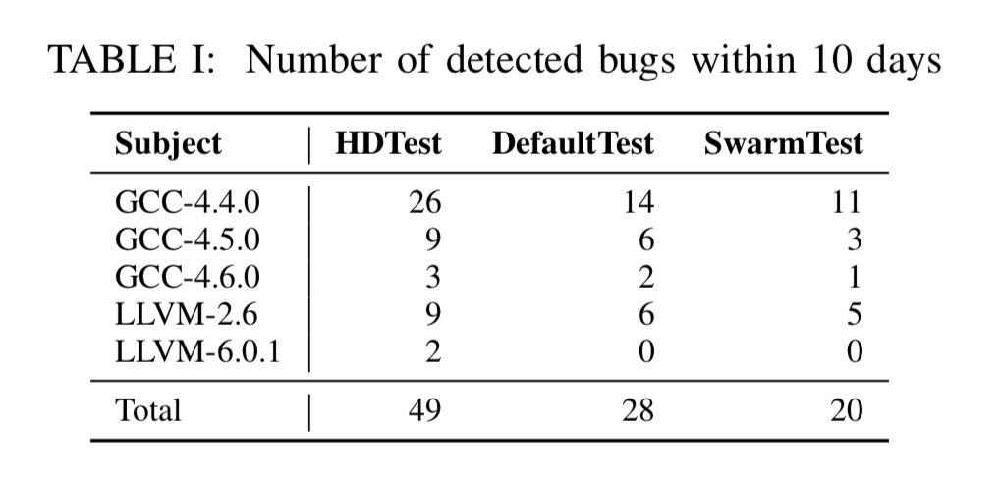 TABLE I: Number of detected bugs within 10 days
Subject HDTest DefaultTest SwarmTest
GCC-4.4.0 26 14 11
GCC-4.5.0 9 6 3
GCC-4.6.0 3 2 1
LLVM-2.6 9 6 5
LLVM-6.0.1 2 0 0
Total 49 28 20